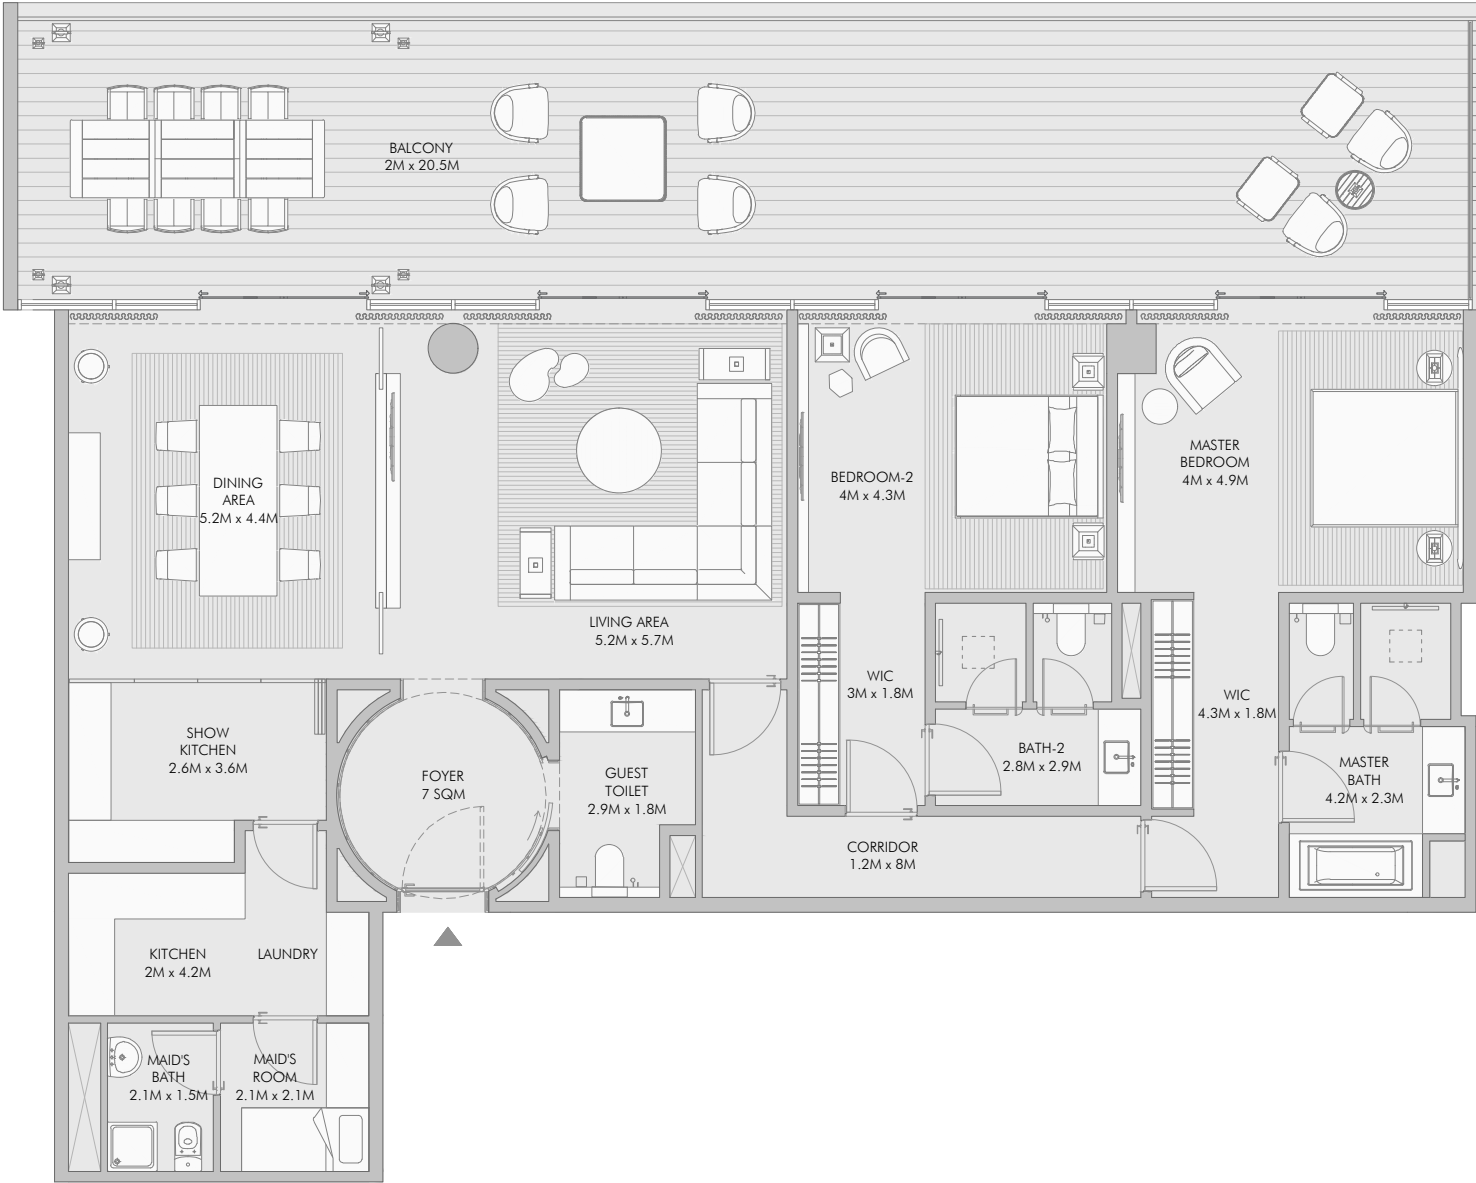 BALCONY
2M x 20.5M
DINING
AREA
5.2M x 4.4M
LIVING AREA
5.2M x 5.7M
BEDROOM-2
4M x 4.3M
MASTER
BEDROOM
4M x 4.9M
WIC
3M x 1.8M
WIC
4.3M x 1.8M
SHOW
KITCHEN
2.6M x 3.6M
FOYER
7 SQM
GUEST
TOILET
2.9M x 1.8M
BATH-2
2.8M x 2.9M
MASTER
BATH
4.2M x 2.3M
CORRIDOR
1.2M x 8M
KITCHEN
2M x 4.2M
LAUNDRY
MAID'S
BATH
2.1M x 1.5M
MAID'S
ROOM
2.1M x 2.1M